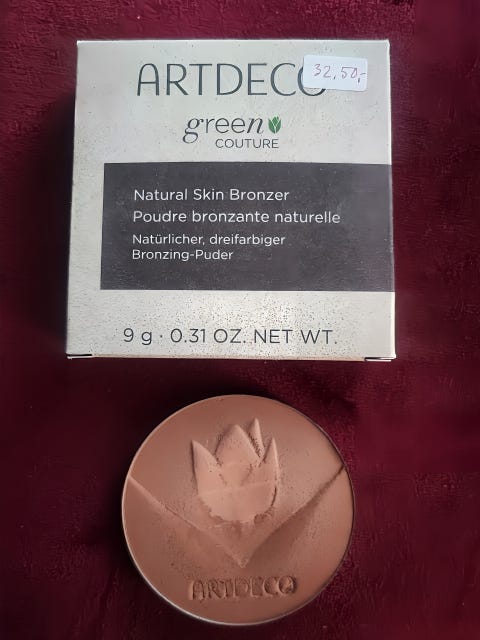 ARTDECO
32,50,-
green
COUTURE
Natural Skin Bronzer
Poudre bronzante naturelle
Natürlicher, dreifarbiger
Bronzing-Puder
9 g · 0.31 OZ. NET WT.
ARTDECO